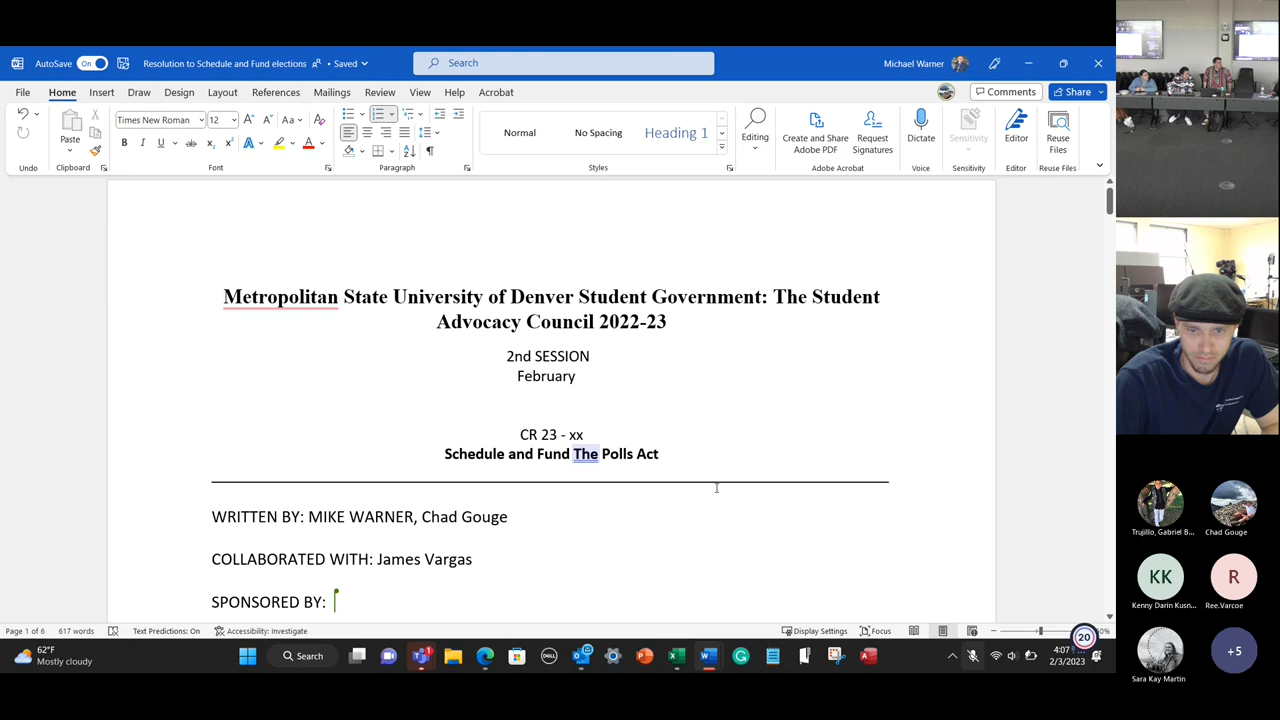 AutoSave On Resolution to Schedule and Fund elections • Saved Search Michael Warner
File Home Insert Draw Design Layout References Mailings Review View Help Acrobat Comments Share
Times New Roman 12 Aa
Paste
B I U ab x₂ x² A A
Normal No Spacing Heading 1
Editing
Create and Share Adobe PDF
Request Signatures
Dictate
Sensitivity
Editor
Reuse Files
Undo Clipboard Font Paragraph Styles Adobe Acrobat Voice Sensitivity Editor Reuse Files
Metropolitan State University of Denver Student Government: The Student
Advocacy Council 2022-23
2nd SESSION
February
CR 23 - xx
Schedule and Fund The Polls Act
WRITTEN BY: MIKE WARNER, Chad Gouge
COLLABORATED WITH: James Vargas
SPONSORED BY:
Page 1 of 6 617 words Text Predictions: On Accessibility: Investigate Display Settings Focus
20
62°F
Mostly cloudy
Search
DELL
2/3/2023
Trujillo, Gabriel B... Chad Gouge
KK R
Kenny Darin Kusn... Ree.Varcoe
+5
Sara Kay Martin